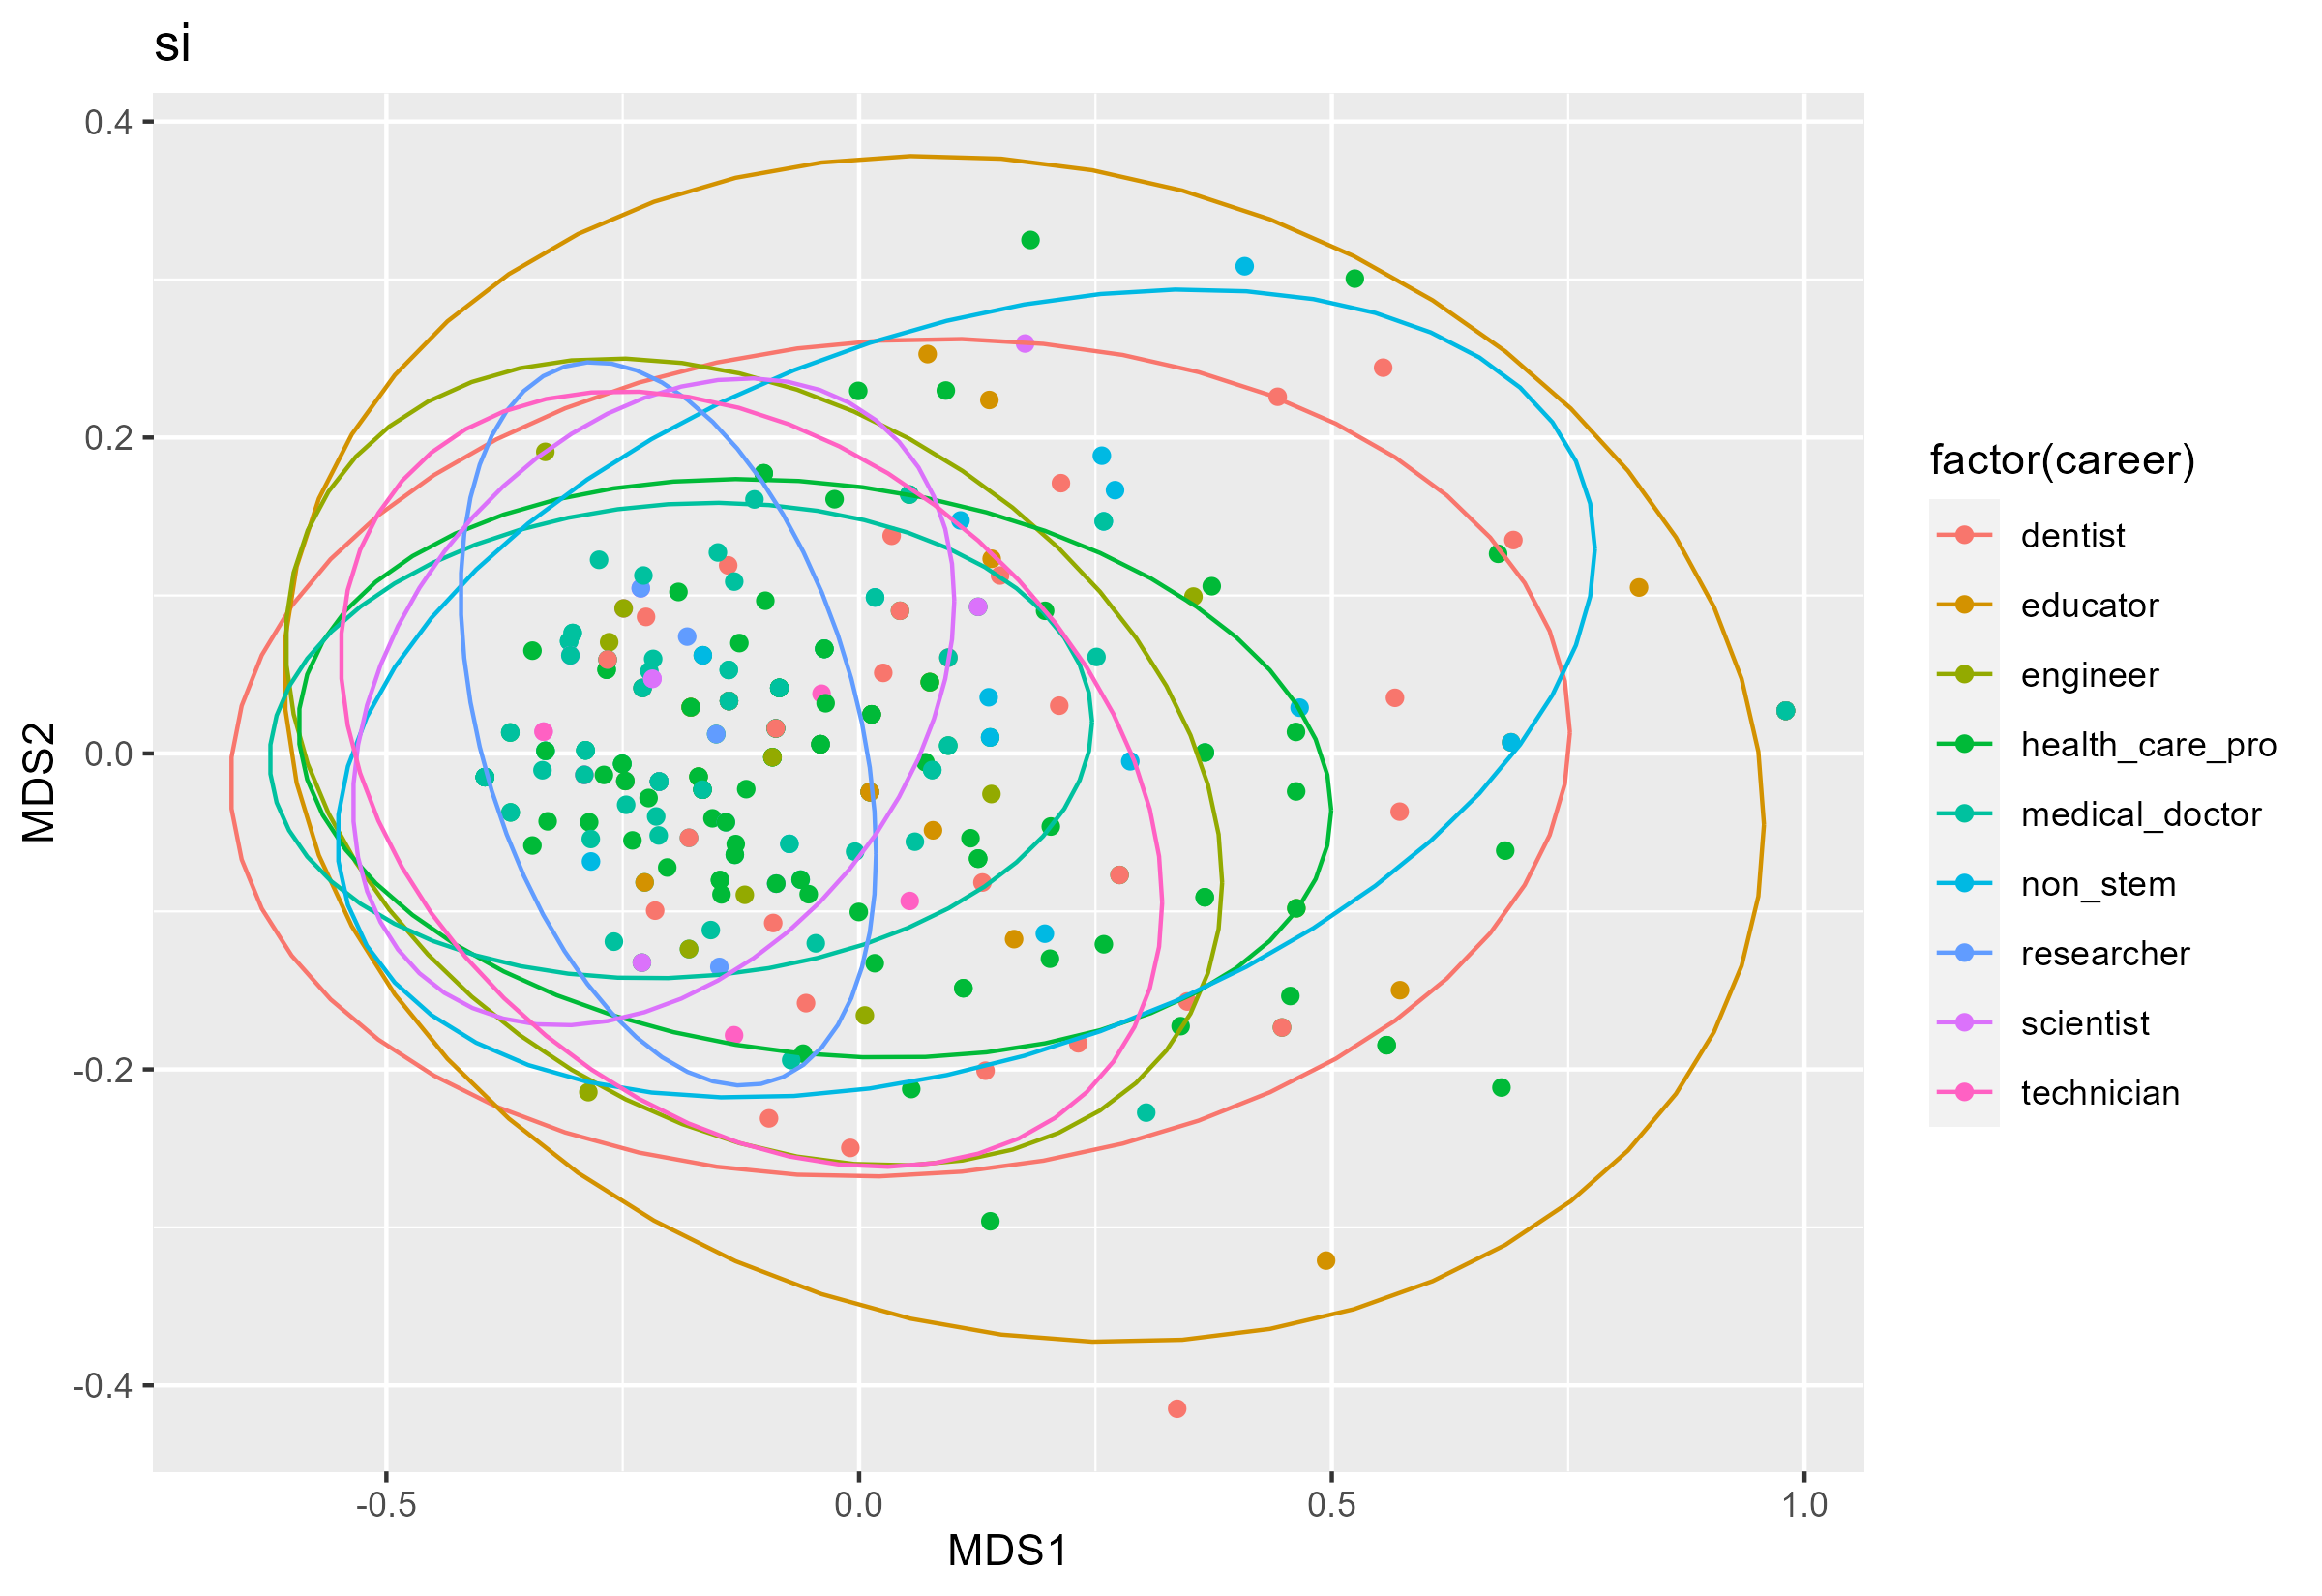 si
0.4
0.2
0.0
-0.2
-0.4
MDS2
-0.5 0.0 0.5 1.0
MDS1
factor(career)
dentist
educator
engineer
health_care_pro
medical_doctor
non_stem
researcher
scientist
technician